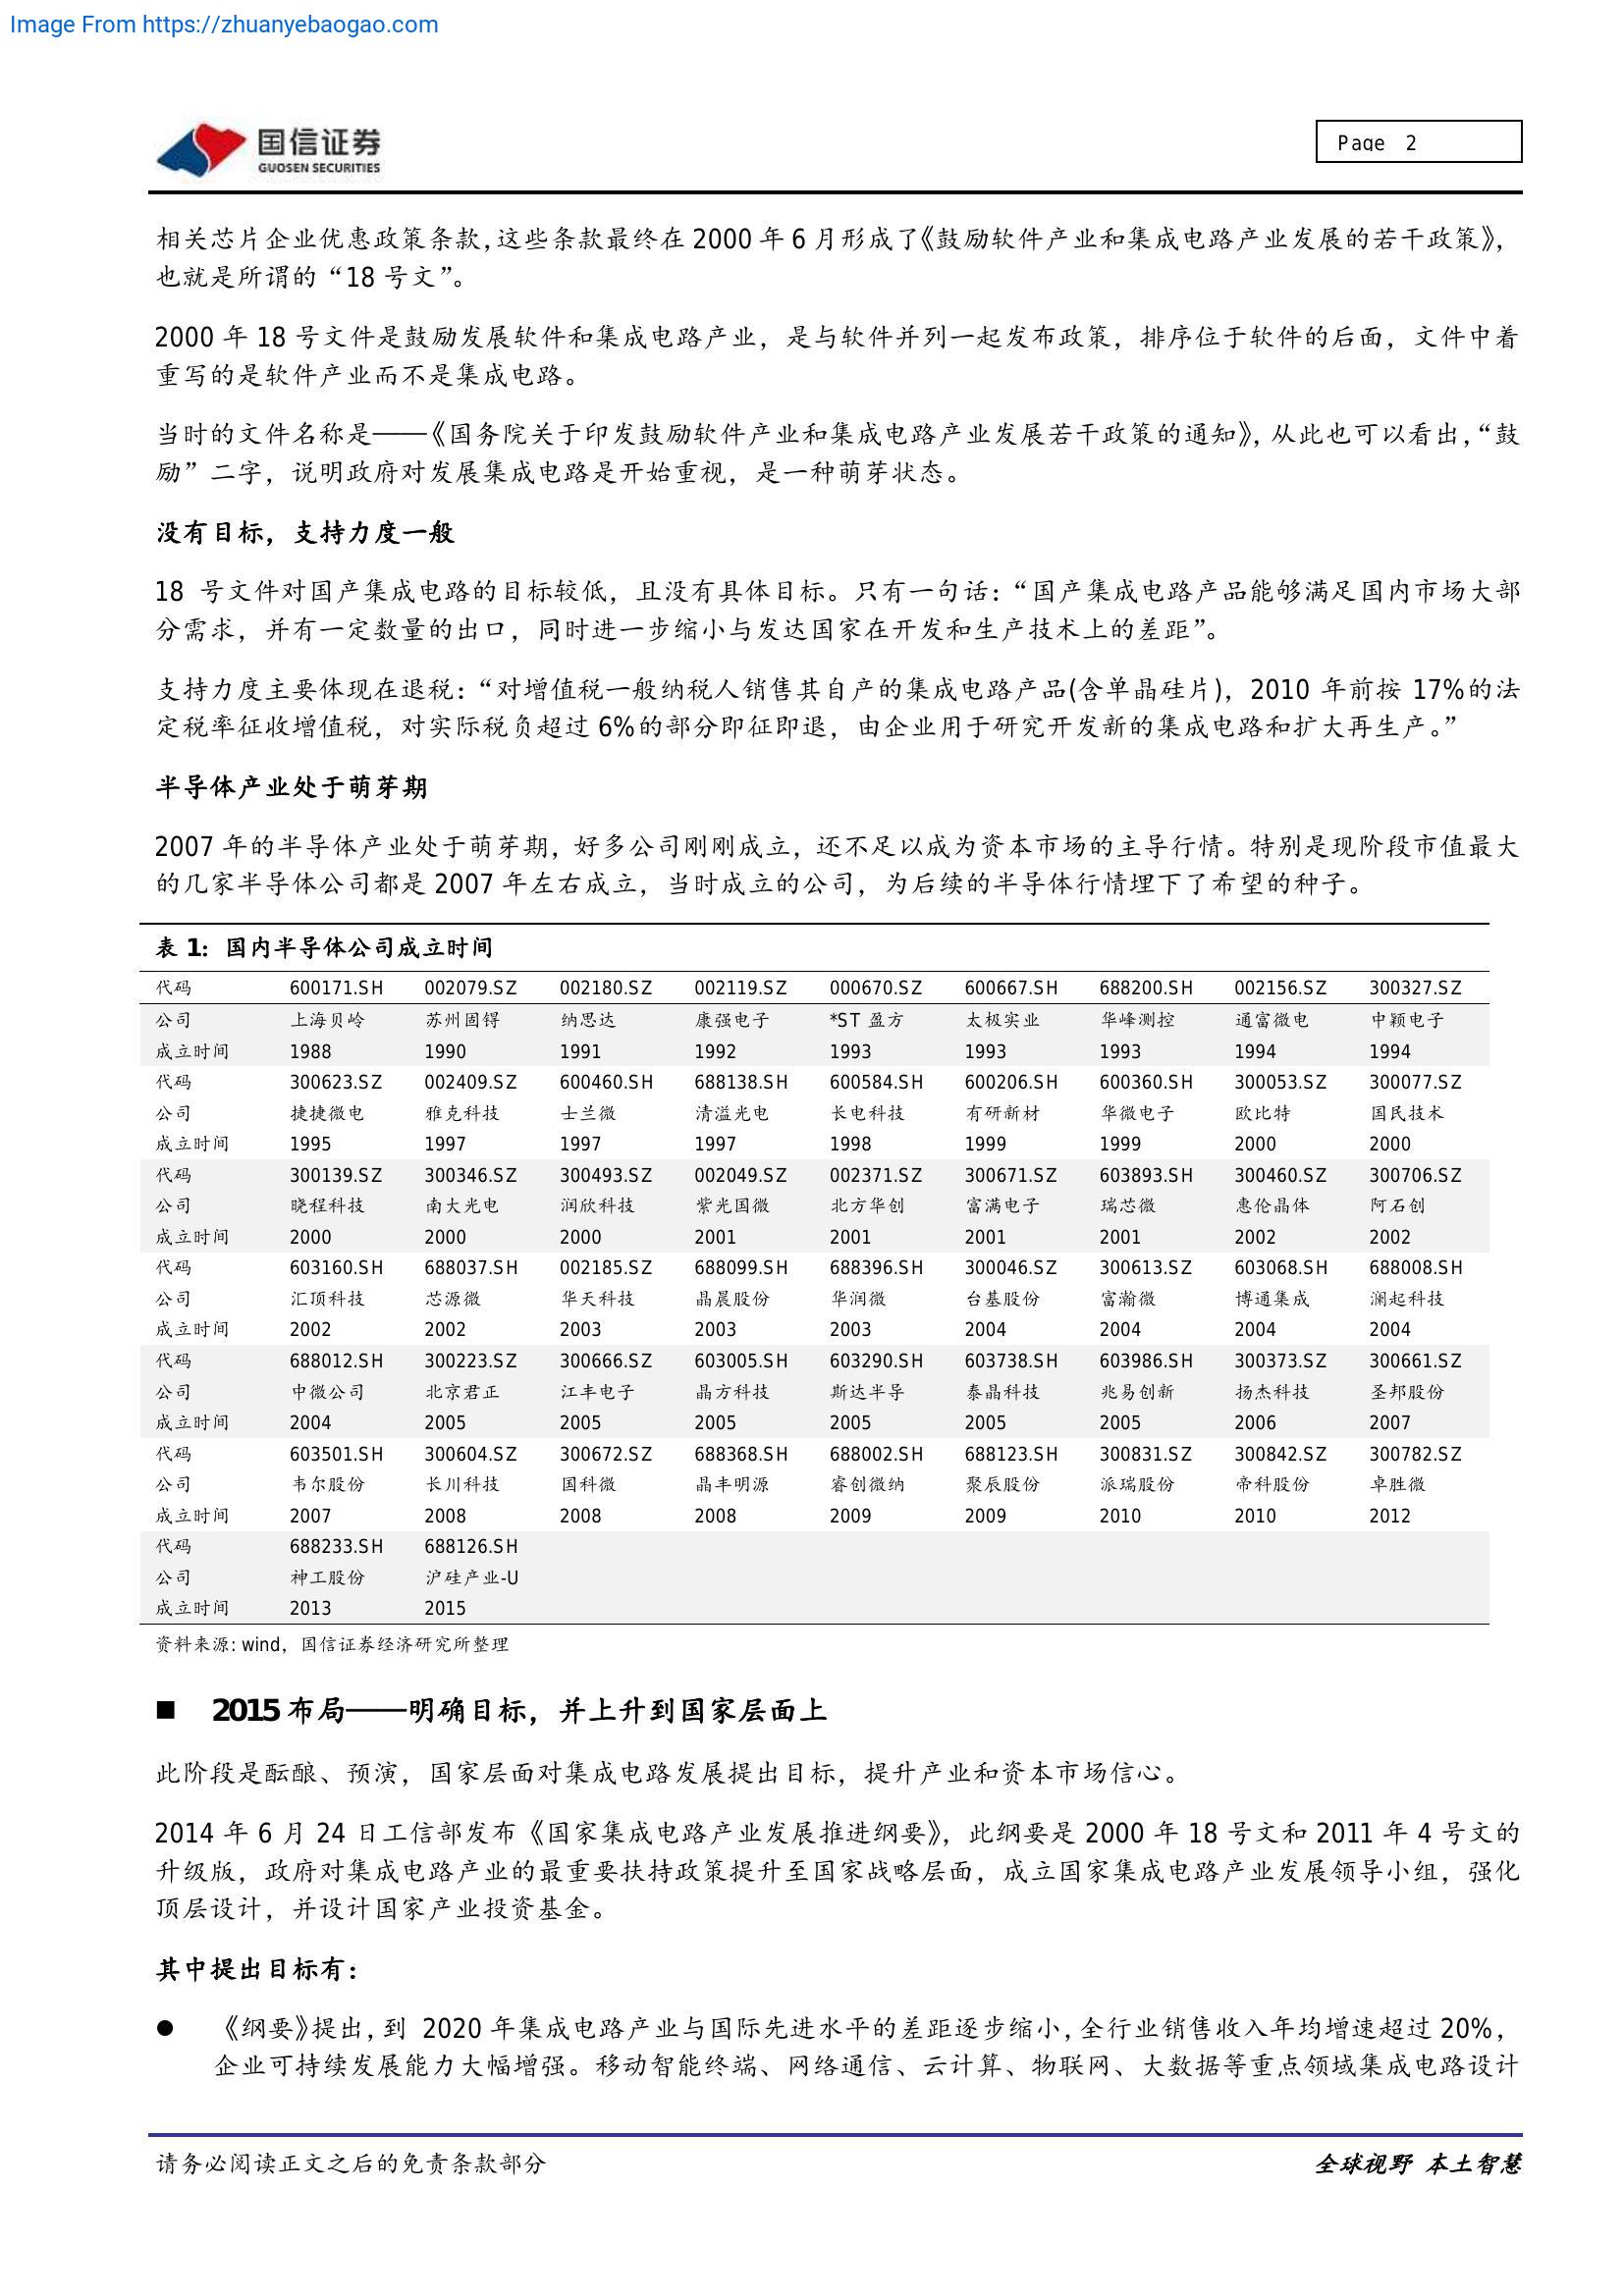 Image From https://zhuanyebaogao.com
国信证券
GUOSEN SECURITIES
Page 2
相关芯片企业优惠政策条款，这些条款最终在 2000 年 6 月形成了《鼓励软件产业和集成电路产业发展的若干政策》，
也就是所谓的“18 号文”。
2000 年 18 号文件是鼓励发展软件和集成电路产业，是与软件并列一起发布政策，排序位于软件的后面，文件中着
重写的是软件产业而不是集成电路。
当时的文件名称是——《国务院关于印发鼓励软件产业和集成电路产业发展若干政策的通知》，从此也可以看出，“鼓
励”二字，说明政府对发展集成电路是开始重视，是一种萌芽状态。
没有目标，支持力度一般
18 号文件对国产集成电路的目标较低，且没有具体目标。只有一句话：“国产集成电路产品能够满足国内市场大部
分需求，并有一定数量的出口，同时进一步缩小与发达国家在开发和生产技术上的差距”。
支持力度主要体现在退税：“对增值税一般纳税人销售其自产的集成电路产品(含单晶硅片)，2010 年前按 17%的法
定税率征收增值税，对实际税负超过 6%的部分即征即退，由企业用于研究开发新的集成电路和扩大再生产。”
半导体产业处于萌芽期
2007 年的半导体产业处于萌芽期，好多公司刚刚成立，还不足以成为资本市场的主导行情。特别是现阶段市值最大
的几家半导体公司都是 2007 年左右成立，当时成立的公司，为后续的半导体行情埋下了希望的种子。
表 1：国内半导体公司成立时间
代码 600171.SH 002079.SZ 002180.SZ 002119.SZ 000670.SZ 600667.SH 688200.SH 002156.SZ 300327.SZ
公司 上海贝岭 苏州固锝 纳思达 康强电子 *ST 盈方 太极实业 华峰测控 通富微电 中颖电子
成立时间 1988 1990 1991 1992 1993 1993 1993 1994 1994
代码 300623.SZ 002409.SZ 600460.SH 688138.SH 600584.SH 600206.SH 600360.SH 300053.SZ 300077.SZ
公司 捷捷微电 雅克科技 士兰微 清溢光电 长电科技 有研新材 华微电子 欧比特 国民技术
成立时间 1995 1997 1997 1997 1998 1999 1999 2000 2000
代码 300139.SZ 300346.SZ 300493.SZ 002049.SZ 002371.SZ 300671.SZ 603893.SH 300460.SZ 300706.SZ
公司 晓程科技 南大光电 润欣科技 紫光国微 北方华创 富满电子 瑞芯微 惠伦晶体 阿石创
成立时间 2000 2000 2000 2001 2001 2001 2001 2002 2002
代码 603160.SH 688037.SH 002185.SZ 688099.SH 688396.SH 300046.SZ 300613.SZ 603068.SH 688008.SH
公司 汇顶科技 芯源微 华天科技 晶晨股份 华润微 台基股份 富瀚微 博通集成 澜起科技
成立时间 2002 2002 2003 2003 2003 2004 2004 2004 2004
代码 688012.SH 300223.SZ 300666.SZ 603005.SH 603290.SH 603738.SH 603986.SH 300373.SZ 300661.SZ
公司 中微公司 北京君正 江丰电子 晶方科技 斯达半导 泰晶科技 兆易创新 扬杰科技 圣邦股份
成立时间 2004 2005 2005 2005 2005 2005 2005 2006 2007
代码 603501.SH 300604.SZ 300672.SZ 688368.SH 688002.SH 688123.SH 300831.SZ 300842.SZ 300782.SZ
公司 韦尔股份 长川科技 国科微 晶丰明源 睿创微纳 聚辰股份 派瑞股份 帝科股份 卓胜微
成立时间 2007 2008 2008 2008 2009 2009 2010 2010 2012
代码 688233.SH 688126.SH
公司 神工股份 沪硅产业-U
成立时间 2013 2015
资料来源: wind，国信证券经济研究所整理
■ 2015 布局——明确目标，并上升到国家层面上
此阶段是酝酿、预演，国家层面对集成电路发展提出目标，提升产业和资本市场信心。
2014 年 6 月 24 日工信部发布《国家集成电路产业发展推进纲要》，此纲要是 2000 年 18 号文和 2011 年 4 号文的
升级版，政府对集成电路产业的最重要扶持政策提升至国家战略层面，成立国家集成电路产业发展领导小组，强化
顶层设计，并设计国家产业投资基金。
其中提出目标有：
● 《纲要》提出，到 2020 年集成电路产业与国际先进水平的差距逐步缩小，全行业销售收入年均增速超过 20%，
企业可持续发展能力大幅增强。移动智能终端、网络通信、云计算、物联网、大数据等重点领域集成电路设计
请务必阅读正文之后的免责条款部分
全球视野 本土智慧